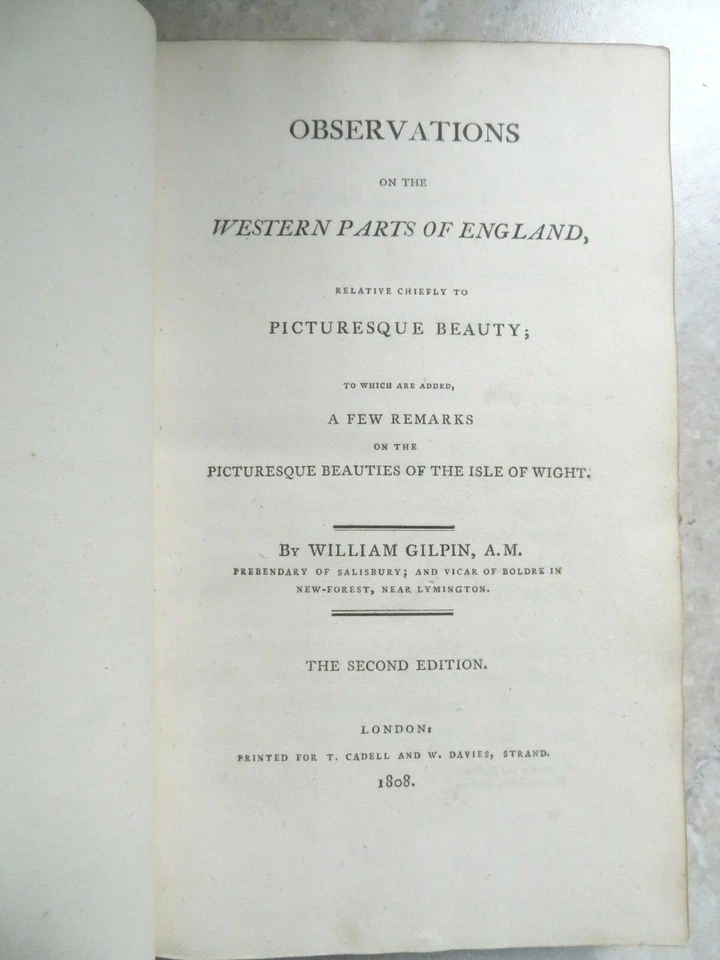 OBSERVATIONS
ON THE
WESTERN PARTS OF ENGLAND,
RELATIVE CHIEFLY TO
PICTURESQUE BEAUTY;
TO WHICH ARE ADDED,
A FEW REMARKS
ON THE
PICTURESQUE BEAUTIES OF THE ISLE OF WIGHT.
By WILLIAM GILPIN, A.M.
PREBENDARY OF SALISBURY; AND VICAR OF BOLDRE IN
NEW-FOREST, NEAR LYMINGTON.
THE SECOND EDITION.
LONDON:
PRINTED FOR T. CADELL AND W. DAVIES, STRAND.
1808.